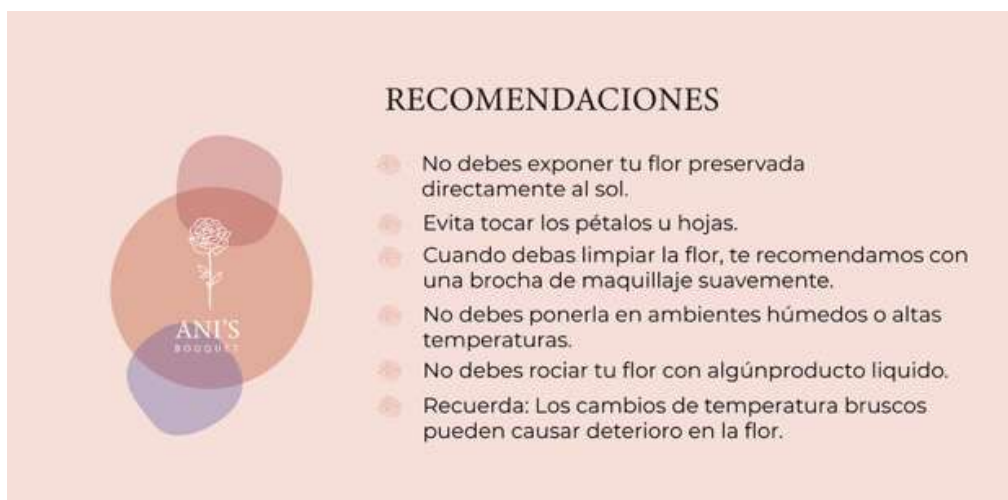 RECOMENDACIONES
No debes exponer tu flor preservada
directamente al sol.
Evita tocar los pétalos u hojas.
Cuando debas limpiar la flor, te recomendamos con
una brocha de maquillaje suavemente.
No debes ponerla en ambientes húmedos o altas
temperaturas.
No debes rociar tu flor con algúnproducto liquido.
Recuerda: Los cambios de temperatura bruscos
pueden causar deterioro en la flor.
ANI'S
BOUQUET